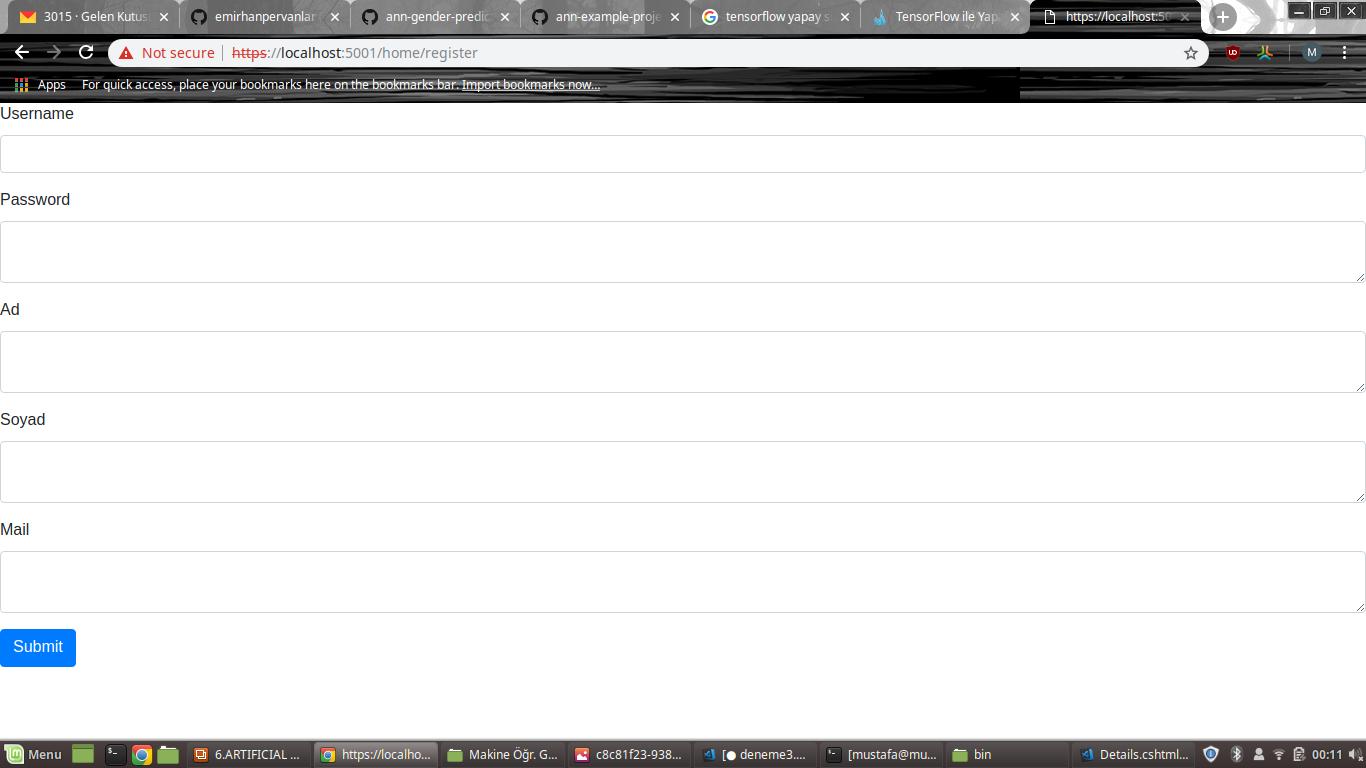 3015 · Gelen Kutus
emirhanpervanlar
ann-gender-predic
ann-example-proje
tensorflow yapay s
TensorFlow ile Yap
https://localhost:50
Not secure
https://localhost:5001/home/register
M
Apps
For quick access, place your bookmarks here on the bookmarks bar. Import bookmarks now...
Username
Password
Ad
Soyad
Mail
Submit
Menu
6.ARTIFICIAL ...
https://localho...
Makine Öğr. G...
c8c81f23-938...
[● deneme3....
[mustafa@mu...
bin
Details.cshtml...
00:11